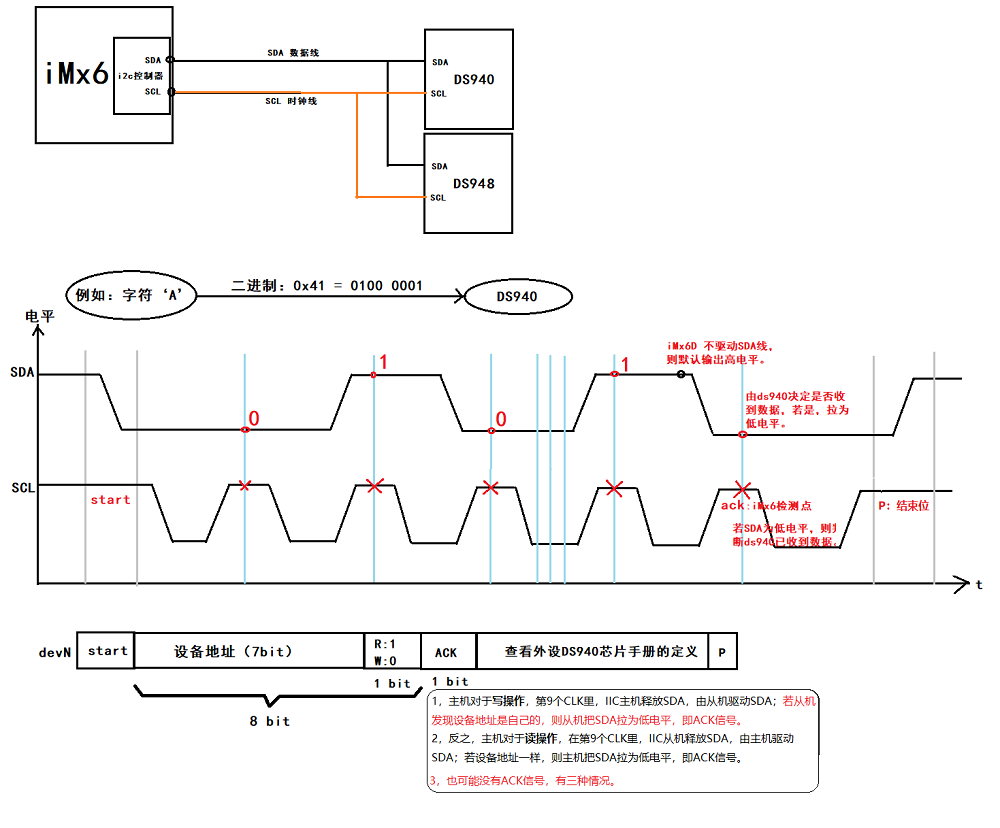 iMx6
i2c控制器
SDA
SCL
SDA 数据线
SCL 时钟线
SDA
DS940
SCL
SDA
DS948
SCL
例如：字符‘A’
二进制：0x41 = 0100 0001
DS940
电平
SDA
0
1
0
1
iMx6D 不驱动SDA线，
则默认输出高电平。
由ds940决定是否收
到数据，若是，拉为
低电平。
SCL
start
ack:iMx6检测点
若SDA为低电平，则判
断ds940已收到数据。
P: 结束位
t
devN
start
设备地址（7bit）
R:1
W:0
ACK
查看外设DS940芯片手册的定义
P
1 bit
1 bit
8 bit
1，主机对于写操作，第9个CLK里，IIC主机释放SDA，由从机驱动SDA；若从机
发现设备地址是自己的，则从机把SDA拉为低电平，即ACK信号。
2，反之，主机对于读操作，在第9个CLK里，IIC从机释放SDA，由主机驱动
SDA；若设备地址一样，则主机把SDA拉为低电平，即ACK信号。
3，也可能没有ACK信号，有三种情况。